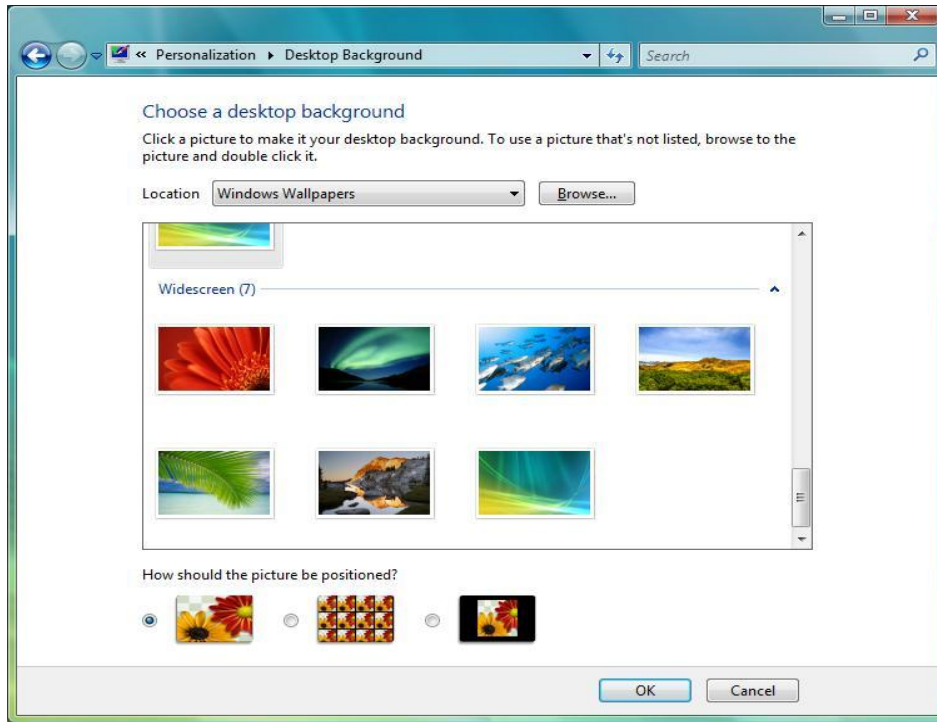 « Personalization ▸ Desktop Background
Search
Choose a desktop background
Click a picture to make it your desktop background. To use a picture that's not listed, browse to the
picture and double click it.
Location Windows Wallpapers Browse...
Widescreen (7)
How should the picture be positioned?
OK Cancel